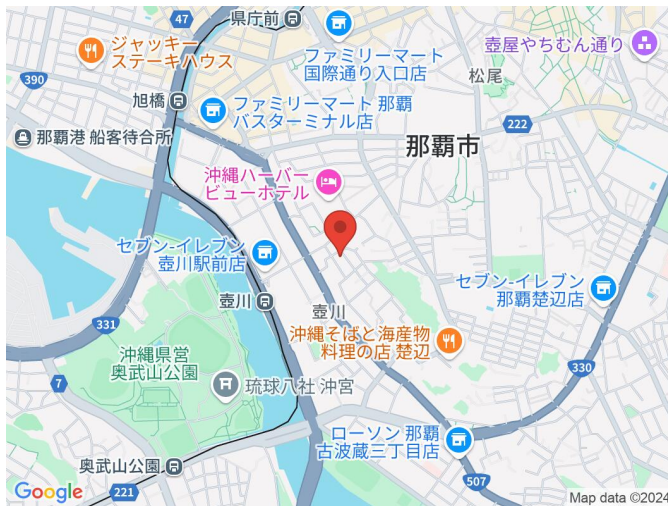 47
県庁前
ファミリーマート
国際通り入口店
壺屋やちむん通り
ジャッキー
ステーキハウス
松尾
390
旭橋
ファミリーマート 那覇
バスターミナル店
222
那覇港 船客待合所
那覇市
沖縄ハーバー
ビューホテル
セブン-イレブン
壺川駅前店
セブン-イレブン
那覇楚辺店
壺川
壺川
331
沖縄そばと海産物
料理の店 楚辺
沖縄県営
奥武山公園
330
7
琉球八社 沖宮
ローソン 那覇
古波蔵三丁目店
奥武山公園
507
221
Google
Map data ©2024